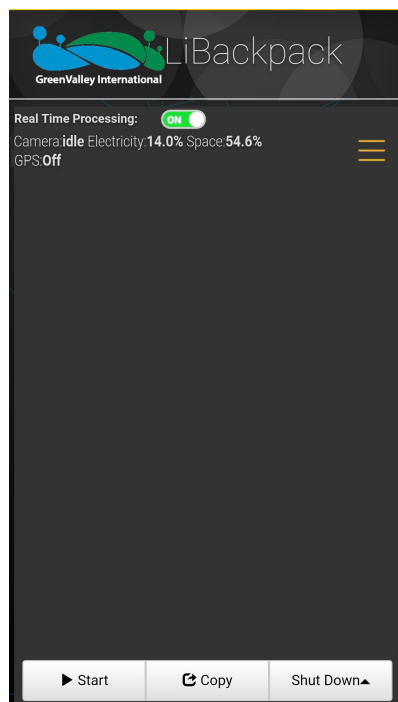 LiBackpack
GreenValley International
Real Time Processing: ON
Camera:idle Electricity:14.0% Space:54.6%
GPS:Off
Start Copy Shut Down